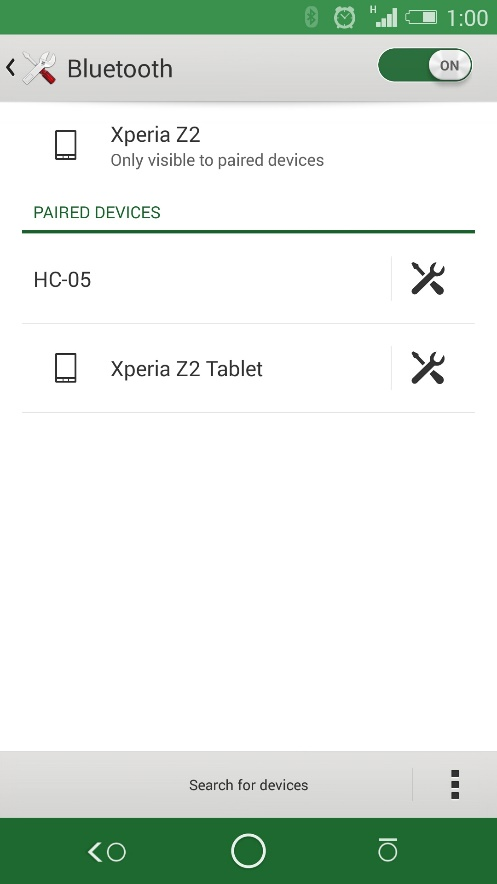 H
1:00
Bluetooth
ON
Xperia Z2
Only visible to paired devices
PAIRED DEVICES
HC-05
Xperia Z2 Tablet
Search for devices